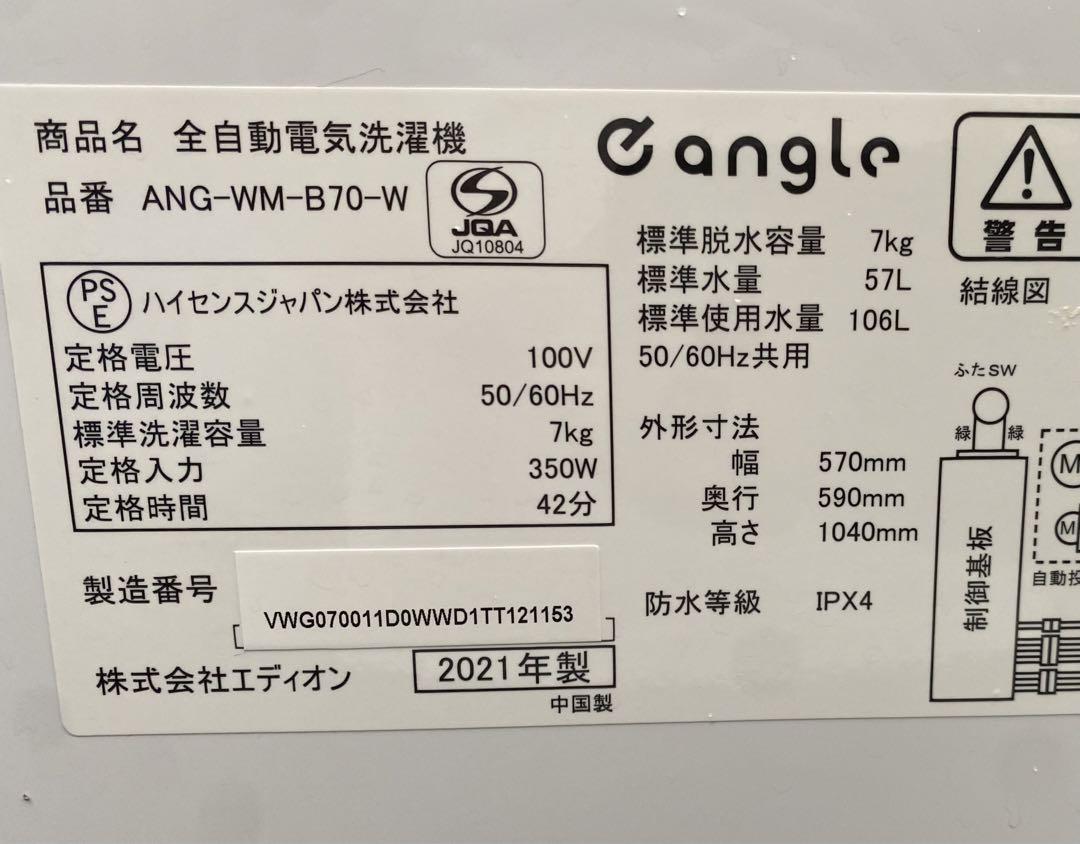 商品名 全自動電気洗濯機
品番 ANG-WM-B70-W
JQA
JQ10804
PS
E
ハイセンスジャパン株式会社
定格電圧 100V
定格周波数 50/60Hz
標準洗濯容量 7kg
定格入力 350W
定格時間 42分
製造番号
VWG070011D0WWD1TT121153
株式会社エディオン
2021年製
中国製
e angle
標準脱水容量 7kg
標準水量 57L
標準使用水量 106L
50/60Hz共用
外形寸法
幅 570mm
奥行 590mm
高さ 1040mm
防水等級 IPX4
警告
結線図
ふたSW
緑 緑
制御基板
M
M
自動投